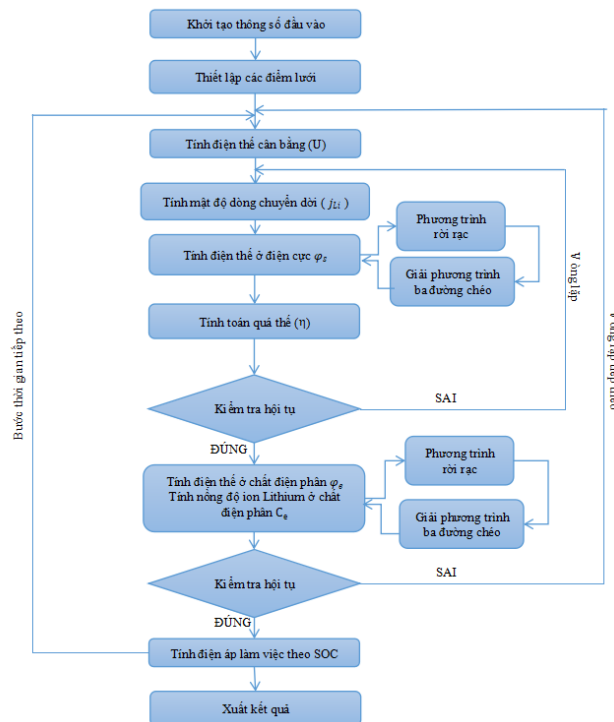 Khởi tạo thông số đầu vào
Thiết lập các điểm lưới
Tính điện thế cân bằng (U)
Tính mật độ dòng chuyển dời ( j_Li )
Tính điện thế ở điện cực φ_s
Phương trình
rời rạc
Giải phương trình
ba đường chéo
Tính toán quá thế (η)
Vòng lặp
Bước thời gian tiếp theo
Kiểm tra hội tụ
SAI
ĐÚNG
Tính điện thế ở chất điện phân φ_e
Tính nồng độ ion Lithium ở chất
điện phân C_e
Phương trình
rời rạc
Giải phương trình
ba đường chéo
Kiểm tra hội tụ
SAI
ĐÚNG
Tính điện áp làm việc theo SOC
Xuất kết quả